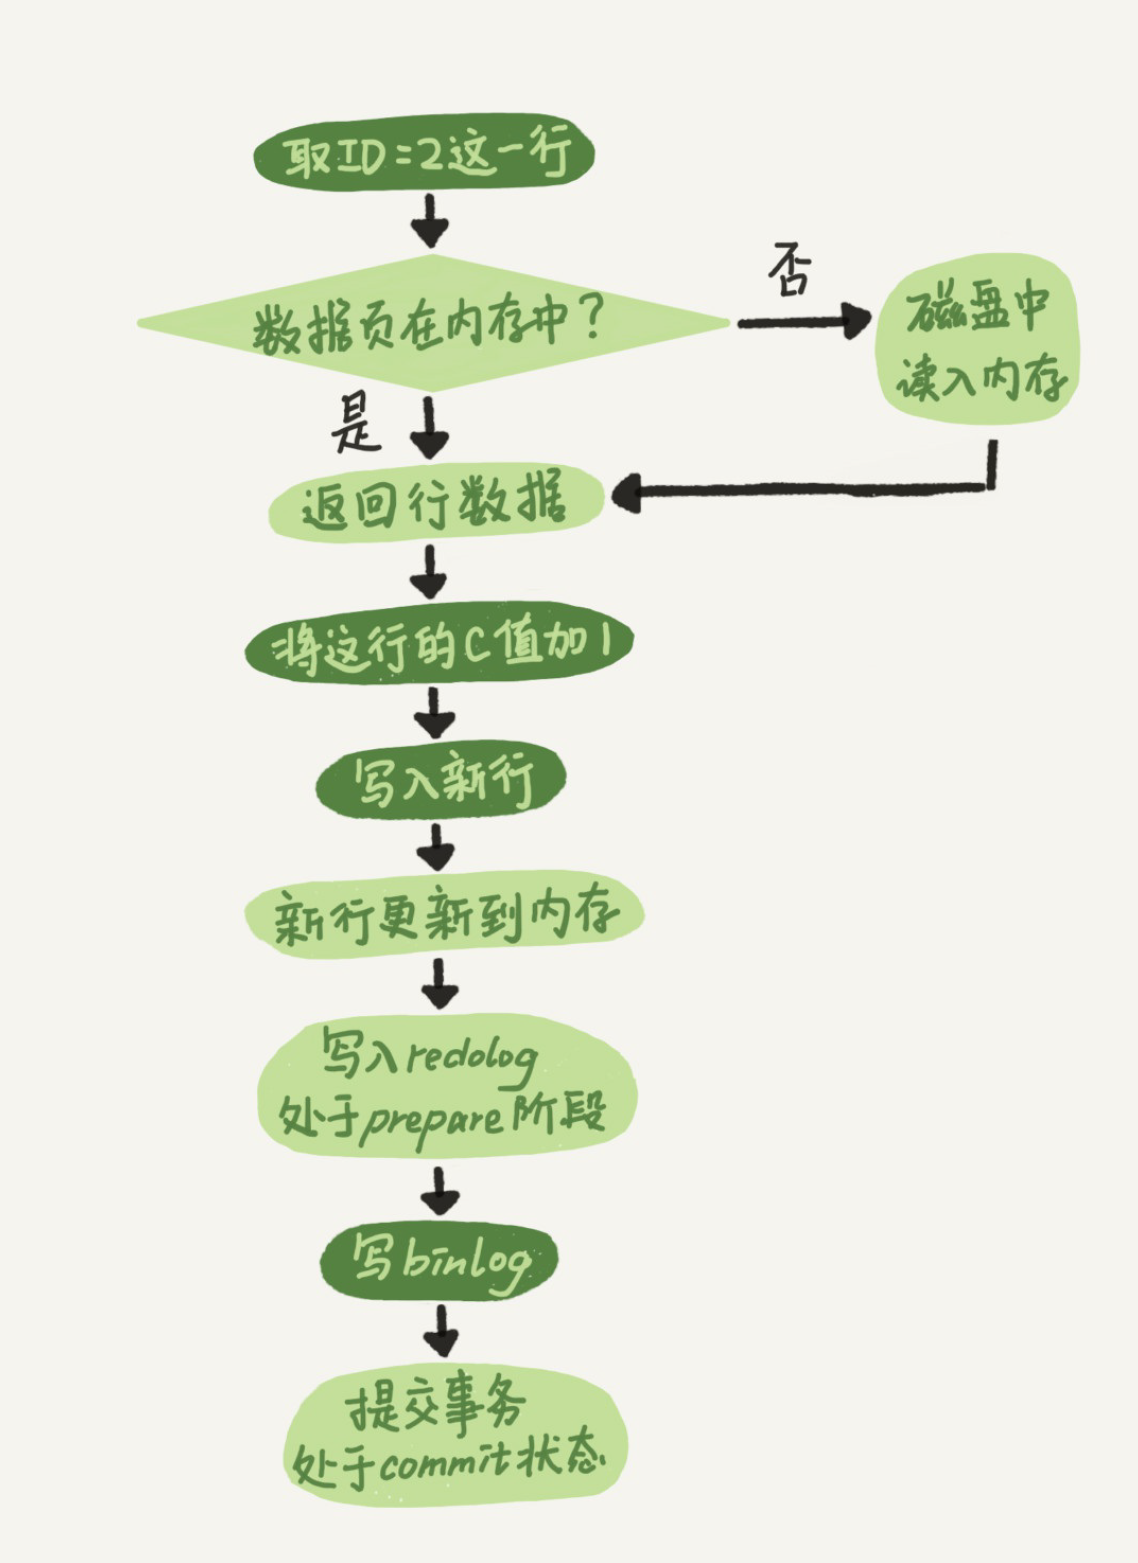 取ID=2这一行
数据页在内存中？
否
磁盘中
读入内存
是
返回行数据
将这行的C值加1
写入新行
新行更新到内存
写入redolog
处于prepare阶段
写binlog
提交事务
处于commit状态